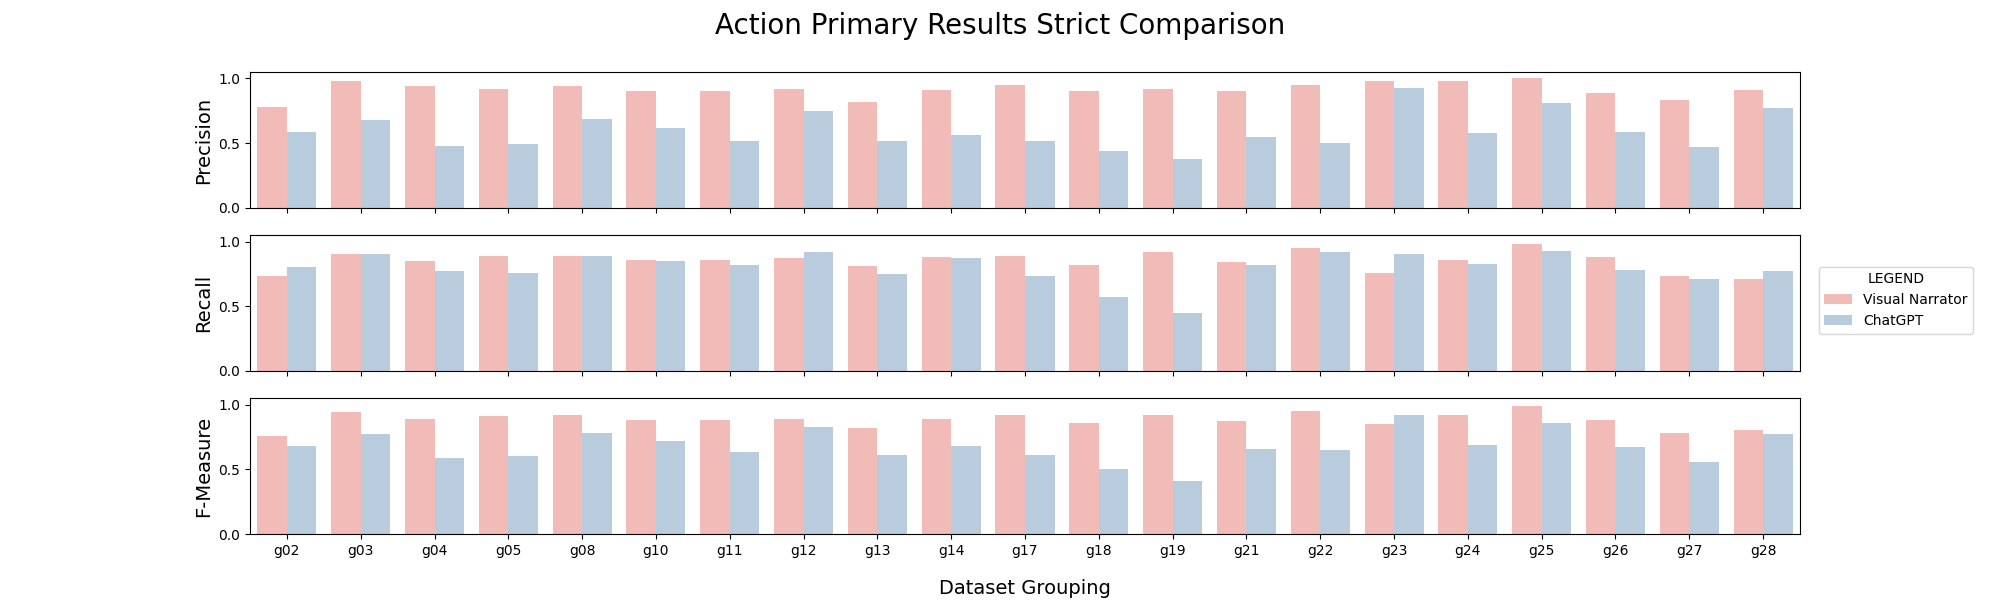 Action Primary Results Strict Comparison
1.0
0.5
0.0
Precision
1.0
0.5
0.0
Recall
1.0
0.5
0.0
F-Measure
g02 g03 g04 g05 g08 g10 g11 g12 g13 g14 g17 g18 g19 g21 g22 g23 g24 g25 g26 g27 g28
Dataset Grouping
LEGEND
Visual Narrator
ChatGPT